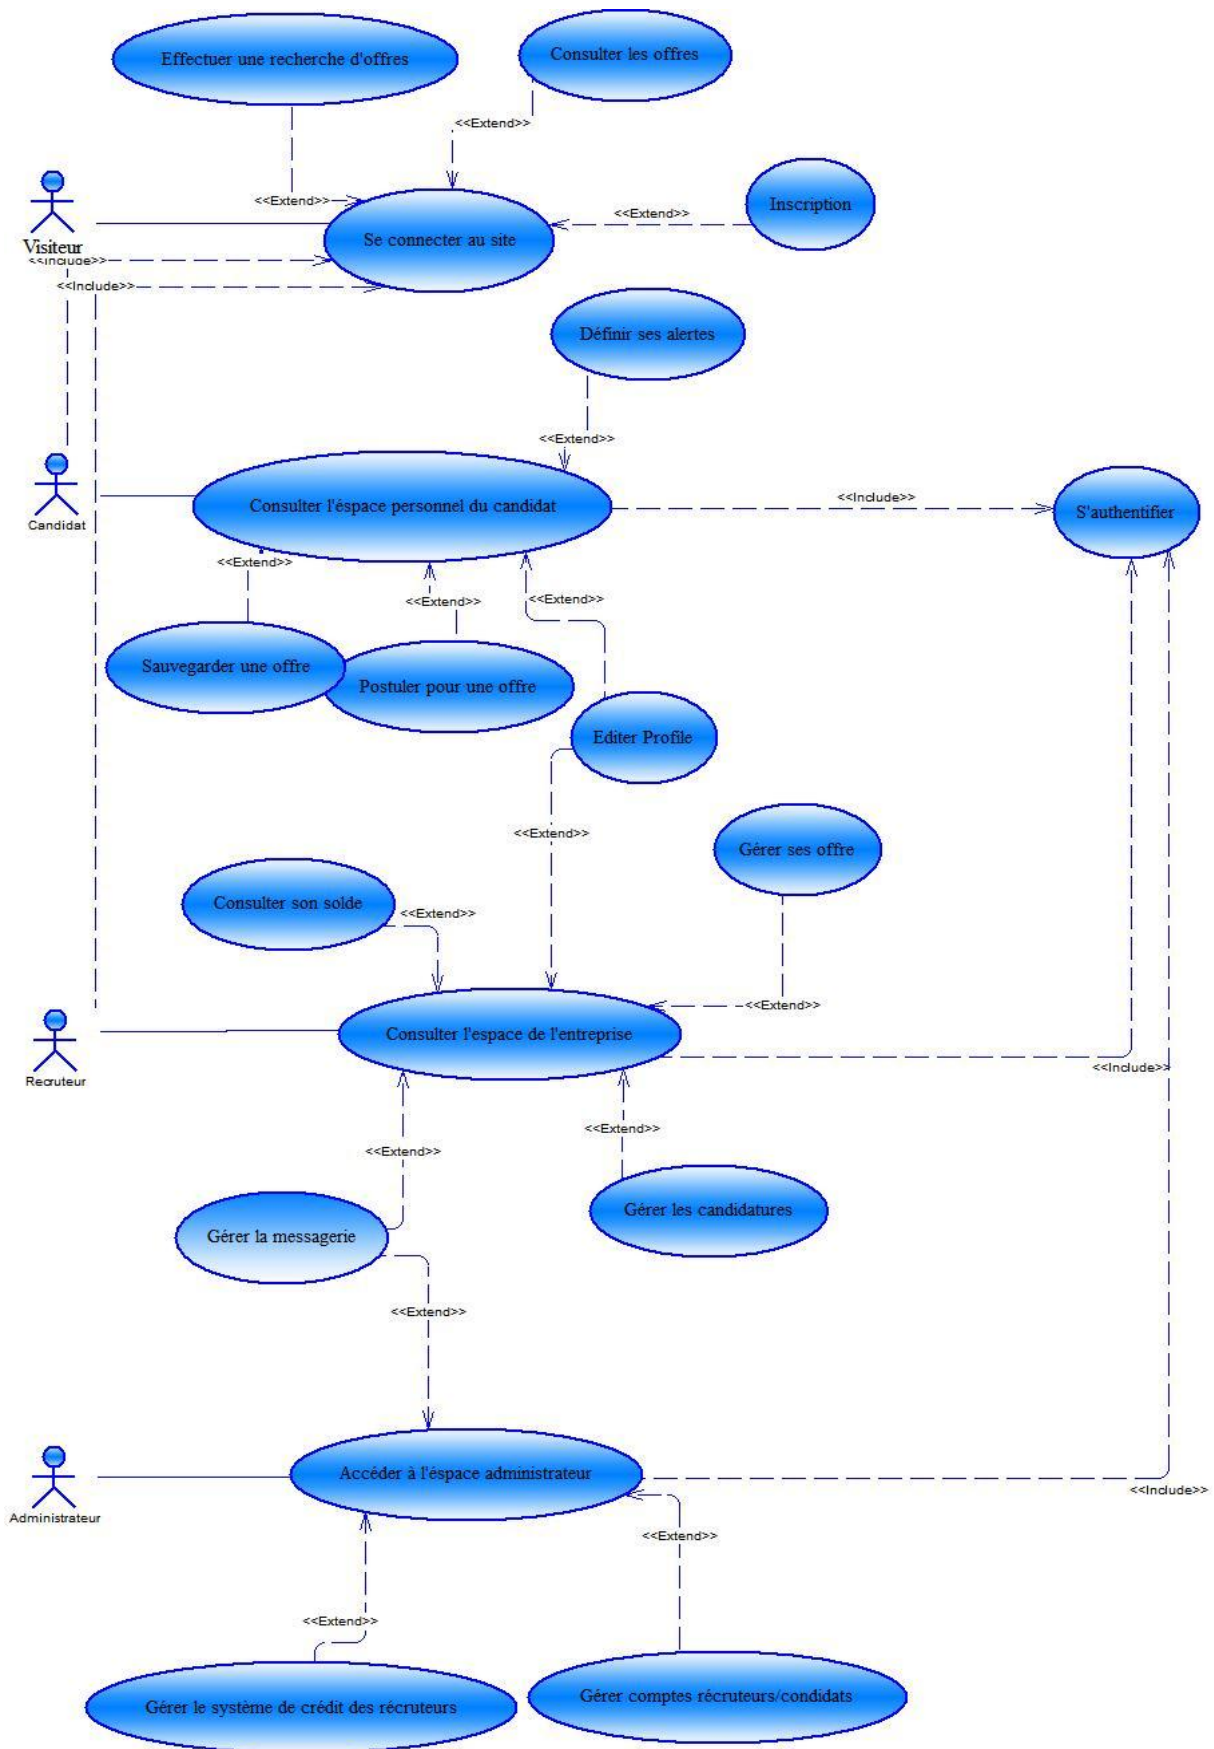 Effectuer une recherche d'offres
Consulter les offres
<<Extend>>
<<Extend>>
Inscription
<<Extend>>
Visiteur
Se connecter au site
<<Include>>
<<Include>>
Définir ses alertes
<<Extend>>
Candidat
Consulter l'éspace personnel du candidat
<<Include>>
S'authentifier
<<Extend>>
<<Extend>>
<<Extend>>
Sauvegarder une offre
Postuler pour une offre
Editer Profile
<<Extend>>
Gérer ses offre
Consulter son solde
<<Extend>>
<<Extend>>
Recruteur
Consulter l'espace de l'entreprise
<<Include>>
<<Extend>>
<<Extend>>
Gérer les candidatures
Gérer la messagerie
<<Extend>>
Administrateur
Accéder à l'éspace administrateur
<<Include>>
<<Extend>>
<<Extend>>
Gérer le système de crédit des récruteurs
Gérer comptes récruteurs/condidats